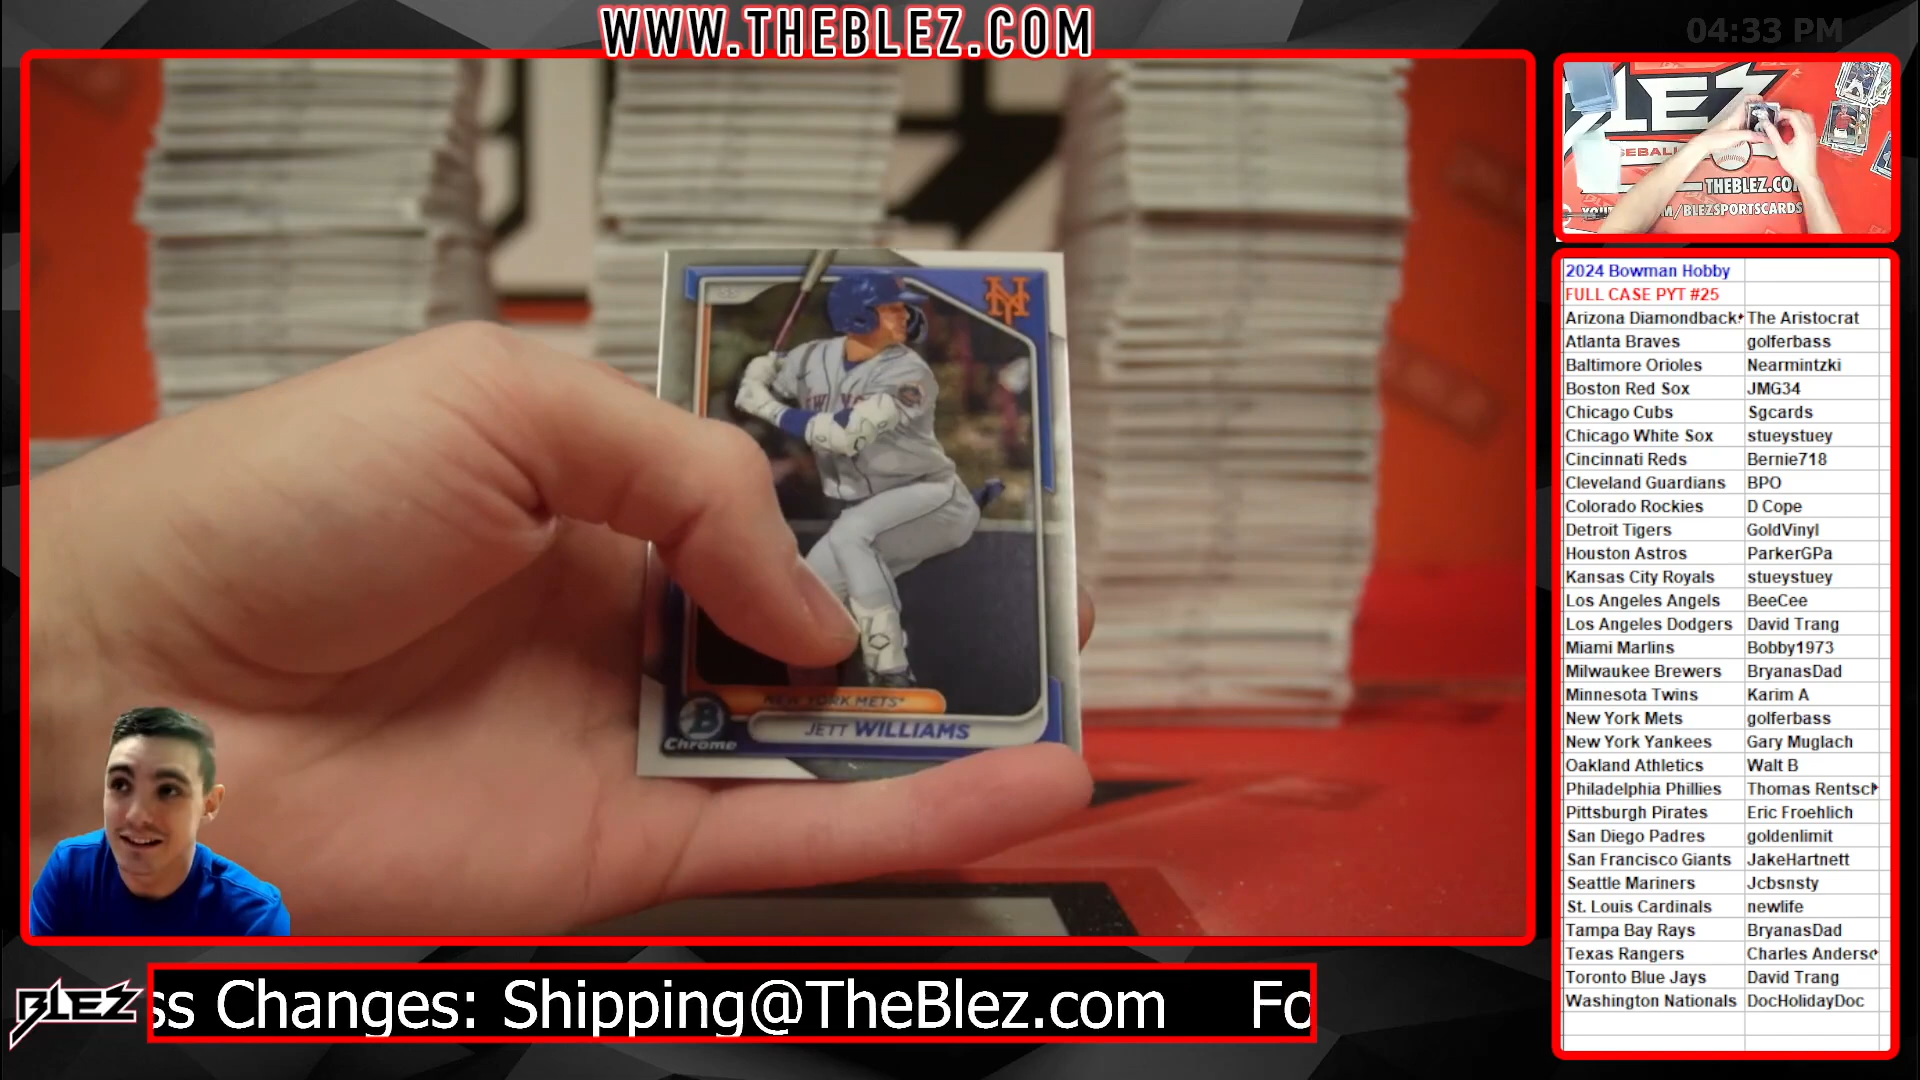 WWW.THEBLEZ.COM
04:33 PM
SS
NEW YORK METS
JETT WILLIAMS
B
Chrome
BLEZ
BASEBALL
THEBLEZ.CO
/BLEZSPORTSCARDS
2024 Bowman Hobby
FULL CASE PYT #25
Arizona Diamondback The Aristocrat
Atlanta Braves golferbass
Baltimore Orioles Nearmintzki
Boston Red Sox JMG34
Chicago Cubs Sgcards
Chicago White Sox stueystuey
Cincinnati Reds Bernie718
Cleveland Guardians BPO
Colorado Rockies D Cope
Detroit Tigers GoldVinyl
Houston Astros ParkerGPa
Kansas City Royals stueystuey
Los Angeles Angels BeeCee
Los Angeles Dodgers David Trang
Miami Marlins Bobby1973
Milwaukee Brewers BryanasDad
Minnesota Twins Karim A
New York Mets golferbass
New York Yankees Gary Muglach
Oakland Athletics Walt B
Philadelphia Phillies Thomas Rentsch
Pittsburgh Pirates Eric Froehlich
San Diego Padres goldenlimit
San Francisco Giants JakeHartnett
Seattle Mariners Jcbsnsty
St. Louis Cardinals newlife
Tampa Bay Rays BryanasDad
Texas Rangers Charles Anderso
Toronto Blue Jays David Trang
Washington Nationals DocHolidayDoc
BLEZ
ss Changes: Shipping@TheBlez.com Fo